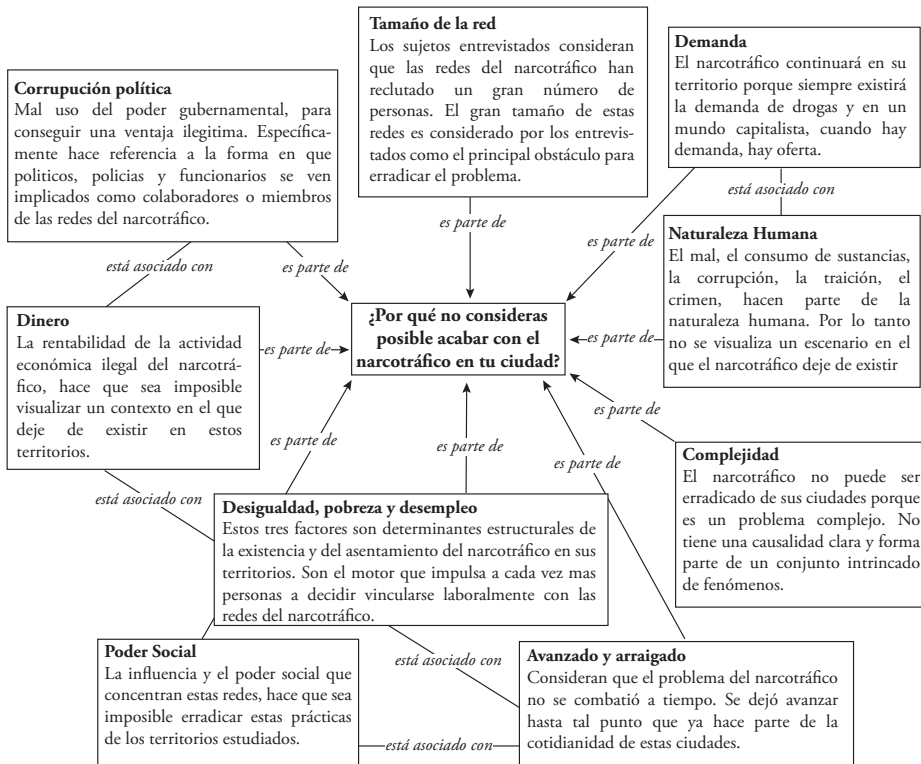 Tamaño de la red
Los sujetos entrevistados consideran
que las redes del narcotráfico han
reclutado un gran número de
personas. El gran tamaño de estas
redes es considerado por los entrevis-
tados como el principal obstáculo para
erradicar el problema.
Demanda
El narcotráfico continuará en su
territorio porque siempre existirá
la demanda de drogas y en un
mundo capitalista, cuando hay
demanda, hay oferta.
Corrupución política
Mal uso del poder gubernamental, para
conseguir una ventaja ilegitima. Específica-
mente hace referencia a la forma en que
politicos, policias y funcionarios se ven
implicados como colaboradores o miembros
de las redes del narcotráfico.
está asociado con
es parte de
es parte de
es parte de
está asociado con
Naturaleza Humana
El mal, el consumo de sustancias,
la corrupción, la traición, el
crimen, hacen parte de la
naturaleza humana. Por lo tanto
no se visualiza un escenario en el
que el narcotráfico deje de existir
¿Por qué no consideras
posible acabar con el
narcotráfico en tu ciudad?
Dinero
La rentabilidad de la actividad
económica ilegal del narcotrá-
fico, hace que sea imposible
visualizar un contexto en el que
deje de existir en estos
territorios.
es parte de
es parte de
es parte de
es parte de
es parte de
es parte de
Complejidad
El narcotráfico no puede ser
erradicado de sus ciudades porque
es un problema complejo. No
tiene una causalidad clara y forma
parte de un conjunto intrincado
de fenómenos.
está asociado con
Desigualdad, pobreza y desempleo
Estos tres factores son determinantes estructurales de
la existencia y del asentamiento del narcotráfico en sus
territorios. Son el motor que impulsa a cada vez mas
personas a decidir vincularse laboralmente con las
redes del narcotráfico.
Poder Social
La influencia y el poder social que
concentran estas redes, hace que sea
imposible erradicar estas prácticas
de los territorios estudiados.
está asociado con
está asociado con
Avanzado y arraigado
Consideran que el problema del narcotráfico
no se combatió a tiempo. Se dejó avanzar
hasta tal punto que ya hace parte de la
cotidianidad de estas ciudades.